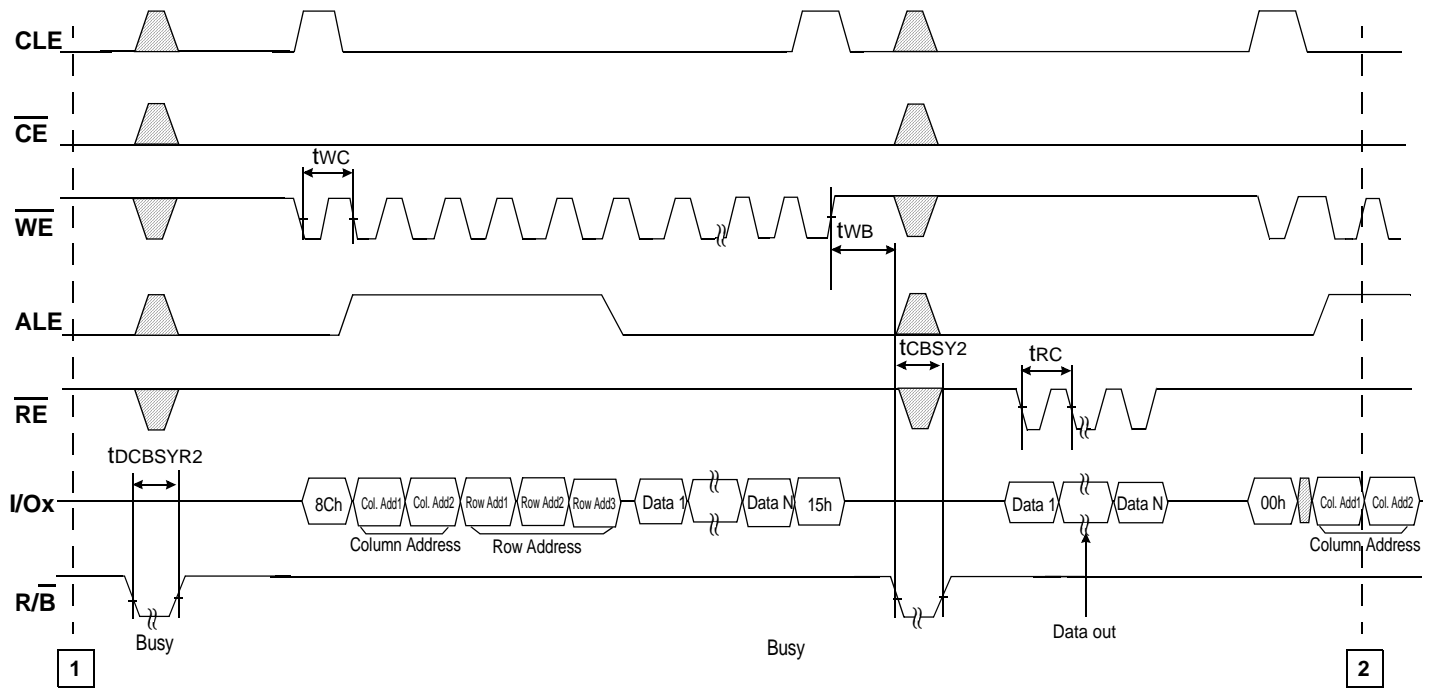 CLE
CE
tWC
WE
tWB
ALE
tCBSY2
tRC
RE
tDCBSYR2
I/Ox
8Ch Col. Add1 Col. Add2 Row Add1 Row Add2 Row Add3 Data 1 Data N 15h Data 1 Data N 00h Col. Add1 Col. Add2
Column Address Row Address Column Address
R/B
Busy Busy Data out
1 2